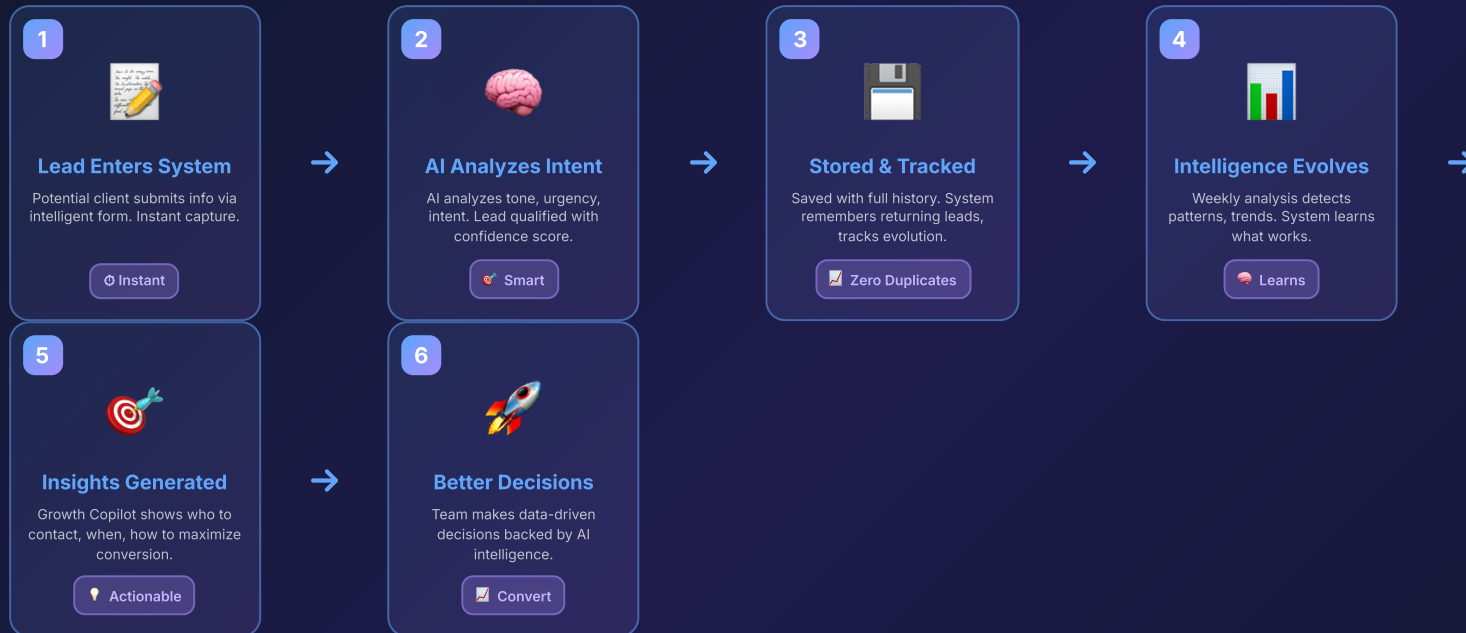 1
Lead Enters System
Potential client submits info via
intelligent form. Instant capture.
⏱ Instant
2
AI Analyzes Intent
AI analyzes tone, urgency,
intent. Lead qualified with
confidence score.
🎯 Smart
3
Stored & Tracked
Saved with full history. System
remembers returning leads,
tracks evolution.
📈 Zero Duplicates
4
Intelligence Evolves
Weekly analysis detects
patterns, trends. System learns
what works.
🧠 Learns
5
Insights Generated
Growth Copilot shows who to
contact, when, how to maximize
conversion.
💡 Actionable
6
Better Decisions
Team makes data-driven
decisions backed by AI
intelligence.
📈 Convert